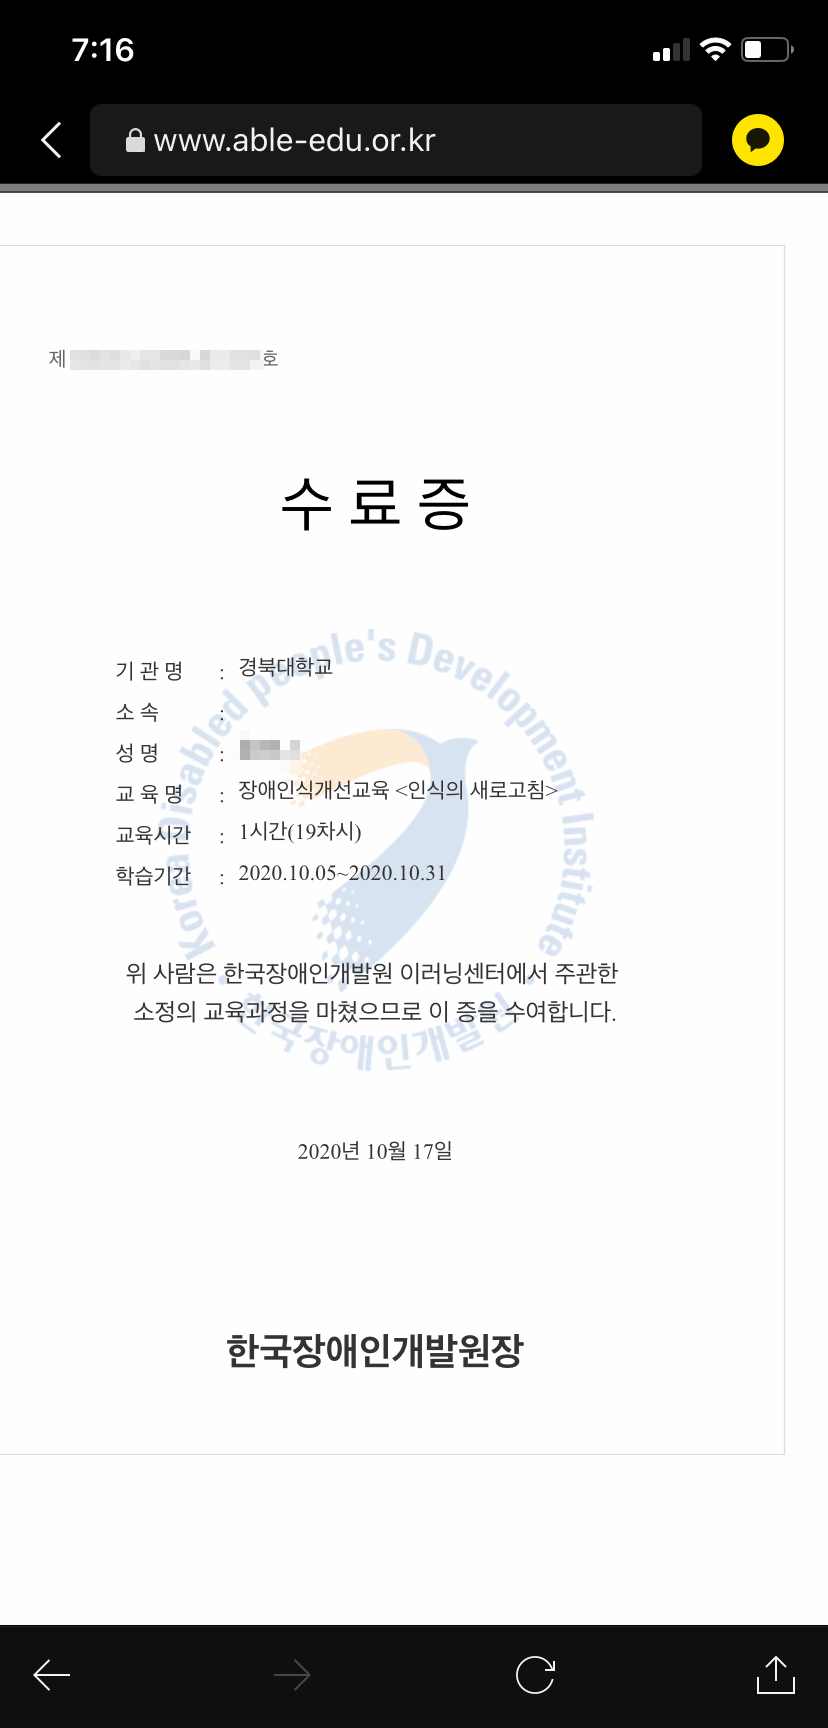 7:16
www.able-edu.or.kr
제 호
수 료 증
기 관 명 : 경북대학교
소 속 :
성 명 :
교 육 명 : 장애인식개선교육 <인식의 새로고침>
교육시간 : 1시간(19차시)
학습기간 : 2020.10.05~2020.10.31
Korea Disabled people's Development Institute
위 사람은 한국장애인개발원 이러닝센터에서 주관한
소정의 교육과정을 마쳤으므로 이 증을 수여합니다.
한국장애인개발원
2020년 10월 17일
한국장애인개발원장